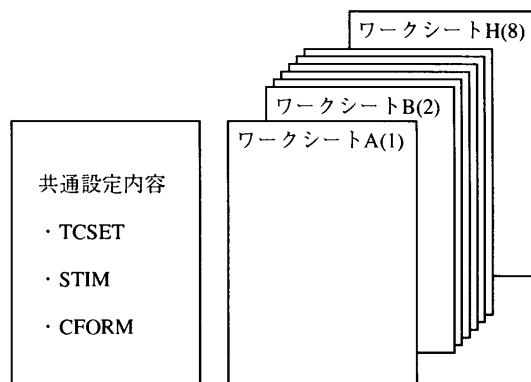 ワークシートH(8)
ワークシートB(2)
ワークシートA(1)
共通設定内容
・TCSET
・STIM
・CFORM